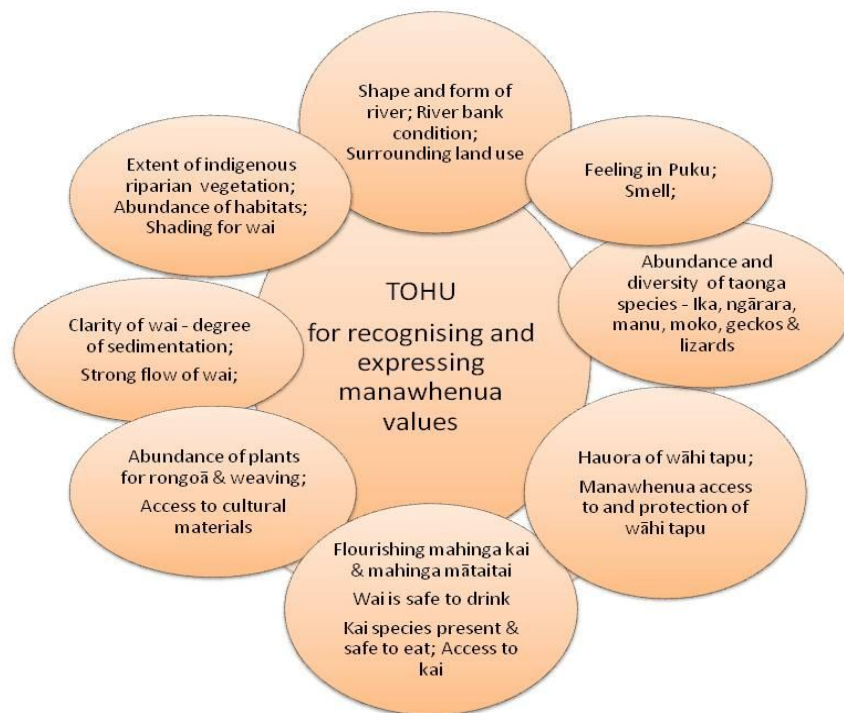 Shape and form of
river; River bank
condition;
Surrounding land use
Feeling in Puku;
Smell;
Abundance and
diversity of taonga
species - Ika, ngārara,
manu, moko, geckos &
lizards
Hauora of wāhi tapu;
Manawhenua access
to and protection of
wāhi tapu
Flourishing mahinga kai
& mahinga mātaitai
Wai is safe to drink
Kai species present &
safe to eat; Access to
kai
Abundance of plants
for rongoā & weaving;
Access to cultural
materials
Clarity of wai - degree
of sedimentation;
Strong flow of wai;
Extent of indigenous
riparian vegetation;
Abundance of habitats;
Shading for wai
TOHU
for recognising and
expressing
manawhenua
values